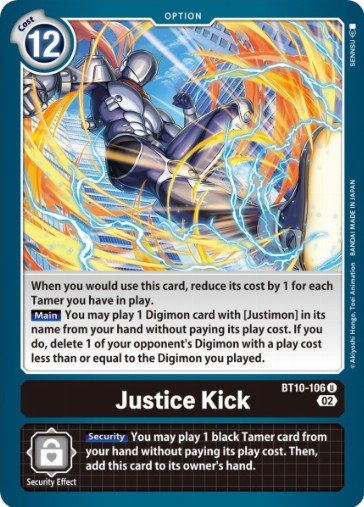 OPTION
Cost
12
SENNSU
©Akiyoshi Hongo, Toei Animation BANDAI MADE IN JAPAN
When you would use this card, reduce its cost by 1 for each
Tamer you have in play.
Main You may play 1 Digimon card with [Justimon] in its
name from your hand without paying its play cost. If you
do, delete 1 of your opponent's Digimon with a play cost
less than or equal to the Digimon you played.
BT10-106 U
Justice Kick
02
Security You may play 1 black Tamer card from
your hand without paying its play cost. Then,
add this card to its owner's hand.
Security Effect